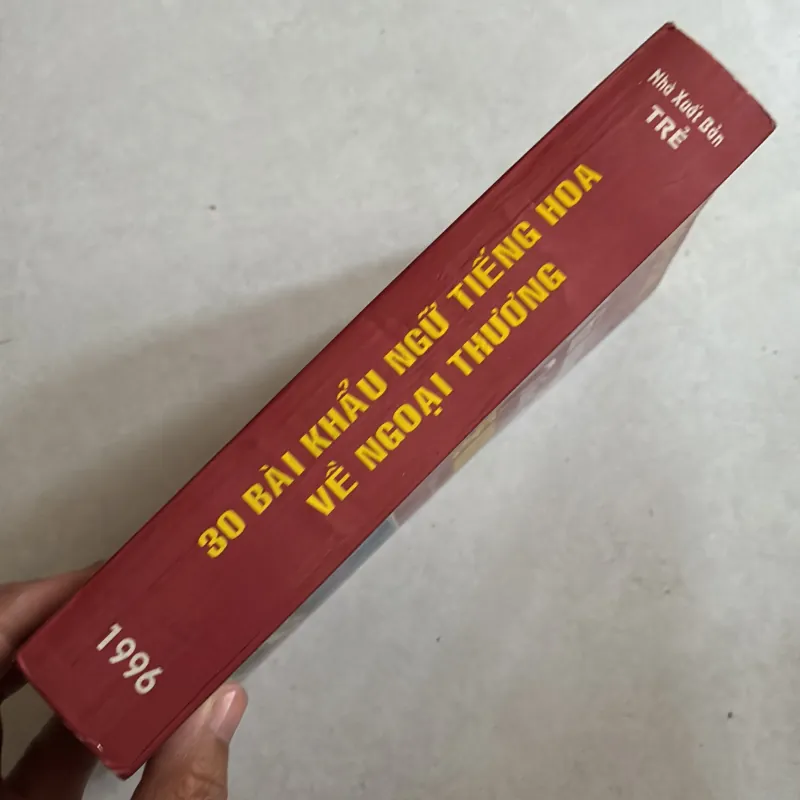 Nhà Xuất Bản
TRẺ
30 BÀI KHẨU NGỮ TIẾNG HOA
VỀ NGOẠI THƯƠNG
1996